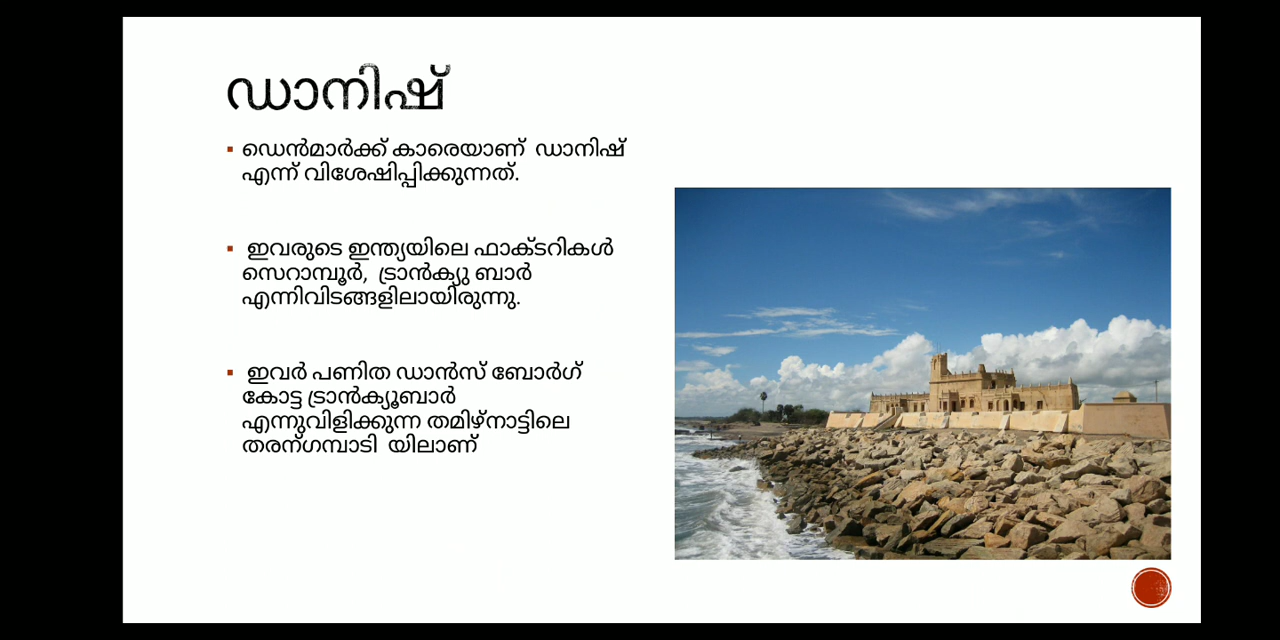 ഡാനിഷ്
▪ ഡെൻമാർക്ക് കാരെയാണ് ഡാനിഷ്
എന്ന് വിശേഷിപ്പിക്കുന്നത്.
▪ ഇവരുടെ ഇന്ത്യയിലെ ഫാക്ടറികൾ
സെറാമ്പൂർ, ട്രാൻക്യു ബാർ
എന്നിവിടങ്ങളിലായിരുന്നു.
▪ ഇവർ പണിത ഡാൻസ് ബോർഗ്
കോട്ട ട്രാൻക്യൂബാർ
എന്നുവിളിക്കുന്ന തമിഴ്നാട്ടിലെ
തരന്ഗമ്പാടി യിലാണ്